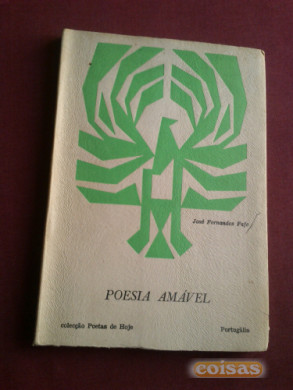 José Fernandes Fafe
POESIA AMÁVEL
colecção Poetas de Hoje Portugália
coisas